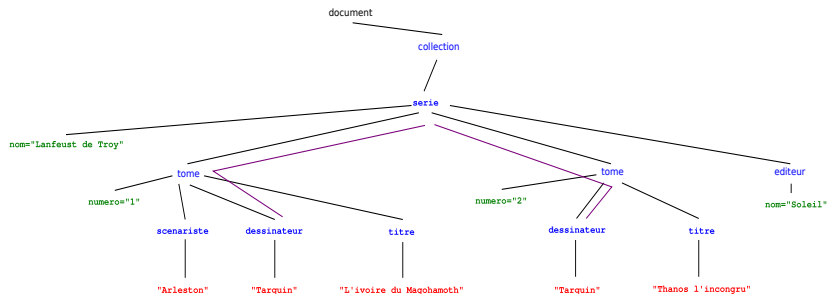 document
collection
serie
nom="Lanfeust de Troy"
tome
tome
editeur
numero="1"
numero="2"
nom="Soleil"
scenariste
dessinateur
titre
dessinateur
titre
"Arleston"
"Tarquin"
"L'ivoire du Magohamoth"
"Tarquin"
"Thanos l'incongru"